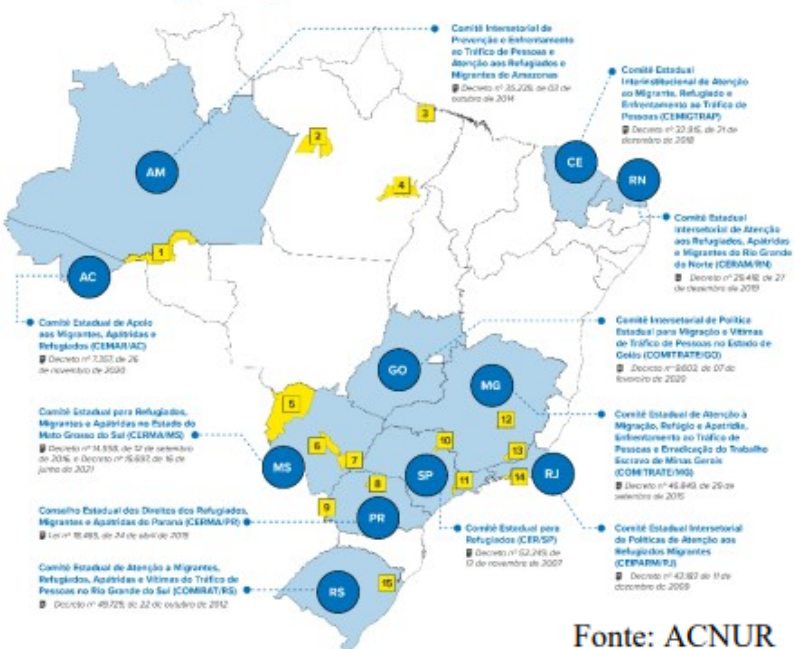 Comitê Intersetorial de
Prevenção e Enfrentamento
ao Tráfico de Pessoas e
Atenção aos Refugiados e
Migrantes do Amazonas
Decreto nº 35.229, de 03 de
outubro de 2014
Comitê Estadual
Interinstitucional de Atenção
ao Migrante, Refugiado e
Enfrentamento ao Tráfico de
Pessoas (CEMIGTRAP)
Decreto nº 32.915, de 21 de
dezembro de 2018
3
2
CE
AM
4
RN
1
Comitê Estadual
Intersetorial de Atenção
aos Refugiados, Apátridas
e Migrantes do Rio Grande
do Norte (CERAM/RN)
Decreto nº 29.418, de 27
de dezembro de 2019
AC
Comitê Estadual de Apoio
aos Migrantes, Apátridas e
Refugiados (CEMAR/AC)
Decreto nº 7.357, de 26
de novembro de 2020
Comitê Intersetorial de Política
Estadual para Migração e Vítimas
de Tráfico de Pessoas no Estado de
Goiás (COMITRATE/GO)
Decreto nº 9.603, de 07 de
fevereiro de 2020
GO
MG
5
Comitê Estadual para Refugiados,
Migrantes e Apátridas no Estado do
Mato Grosso do Sul (CERMA/MS)
Decreto nº 14.558, de 12 de setembro
de 2016, e Decreto nº 15.697, de 16 de
junho de 2021
12
Comitê Estadual de Atenção à
Migração, Refúgio e Apatridia,
Enfrentamento ao Tráfico de
Pessoas e Erradicação do Trabalho
Escravo de Minas Gerais
(COMITRATE/MG)
Decreto nº 46.849, de 29 de
setembro de 2015
6
10
13
7
MS
SP
RJ
8
11
14
9
PR
Conselho Estadual dos Direitos dos Refugiados,
Migrantes e Apátridas do Paraná (CERMA/PR)
Lei nº 18.465, de 24 de abril de 2015
Comitê Estadual para
Refugiados (CER/SP)
Decreto nº 52.349, de
12 de novembro de 2007
Comitê Estadual Intersetorial
de Políticas de Atenção aos
Refugiados Migrantes
(CEIPARM/RJ)
Decreto nº 42.182 de 11 de
dezembro de 2009
Comitê Estadual de Atenção a Migrantes,
Refugiados, Apátridas e Vítimas do Tráfico de
Pessoas no Rio Grande do Sul (COMIRAT/RS)
Decreto nº 49.729, de 22 de outubro de 2012
RS
15
Fonte: ACNUR